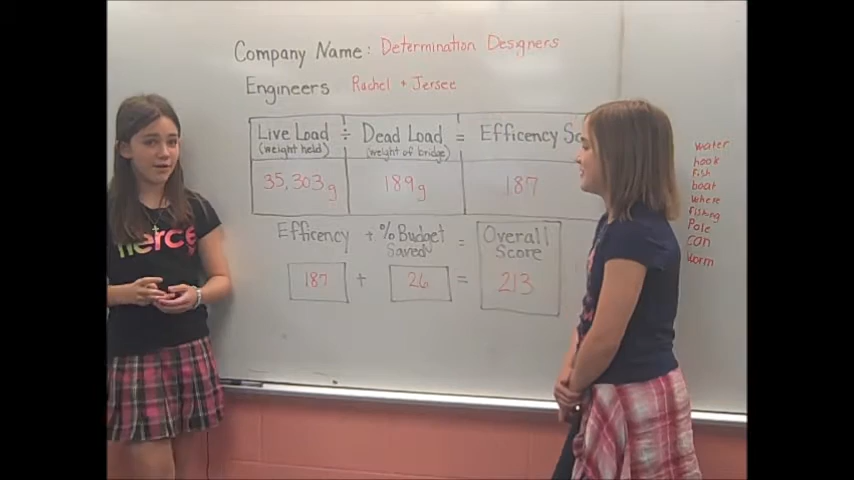 Company Name: Determination Designers
Engineers Rachel + Jersee
Live Load ÷ Dead Load = Efficency
(weight held) (weight of bridge)
35,303g 189g 187
Efficency + % Budget Saved = Overall Score
187 + 26 = 213
water
hook
fish
boat
where
fishing
Pole
can
worm
fierce